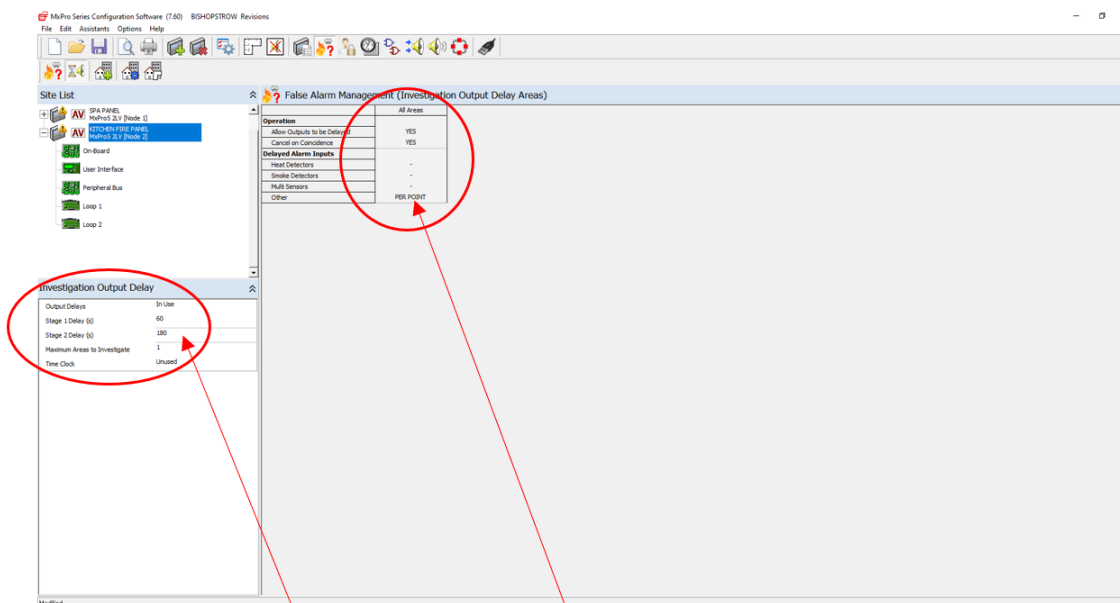 MxPro Series Configuration Software (7.60) BISHOPSTROW Revisions
File Edit Assistants Options Help
Site List
False Alarm Management (Investigation Output Delay Areas)
SPA PANEL
MxPro5 2LV [Node 1]
KITCHEN FIRE PANEL
MxPro5 2LV [Node 2]
On-Board
User Interface
Peripheral Bus
Loop 1
Loop 2
All Areas
Operation
Allow Outputs to be Delayed YES
Cancel on Coincidence YES
Delayed Alarm Inputs
Heat Detectors -
Smoke Detectors -
Multi Sensors -
Other PER POINT
Investigation Output Delay
Output Delays In Use
Stage 1 Delay (s) 60
Stage 2 Delay (s) 180
Maximum Areas to Investigate 1
Time Clock Unused